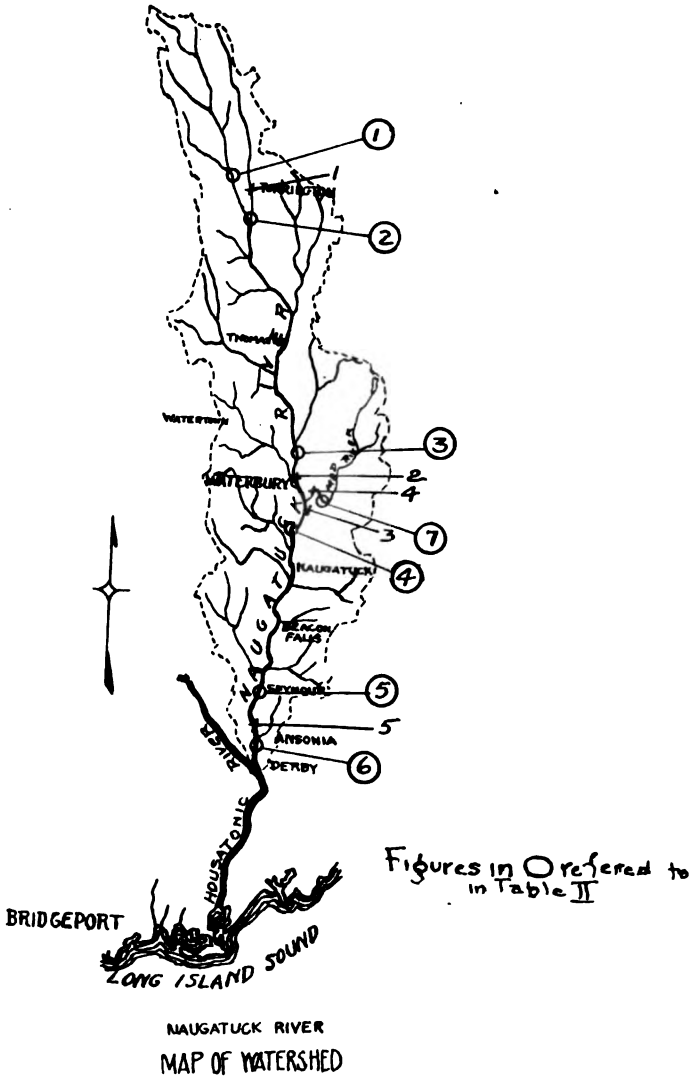 1
1
TORRINGTON
2
THOMASTON
WATERTOWN
3
MAD RIVER
WATERBURY
2
4
7
3
4
NAUGATUCK
NAUGATUCK RIVER
BEACON
FALLS
SEYMOUR
5
5
ANSONIA
6
DERBY
HOUSATONIC RIVER
Figures in O referred to
in Table II
BRIDGEPORT
LONG ISLAND SOUND
NAUGATUCK RIVER
MAP OF WATERSHED